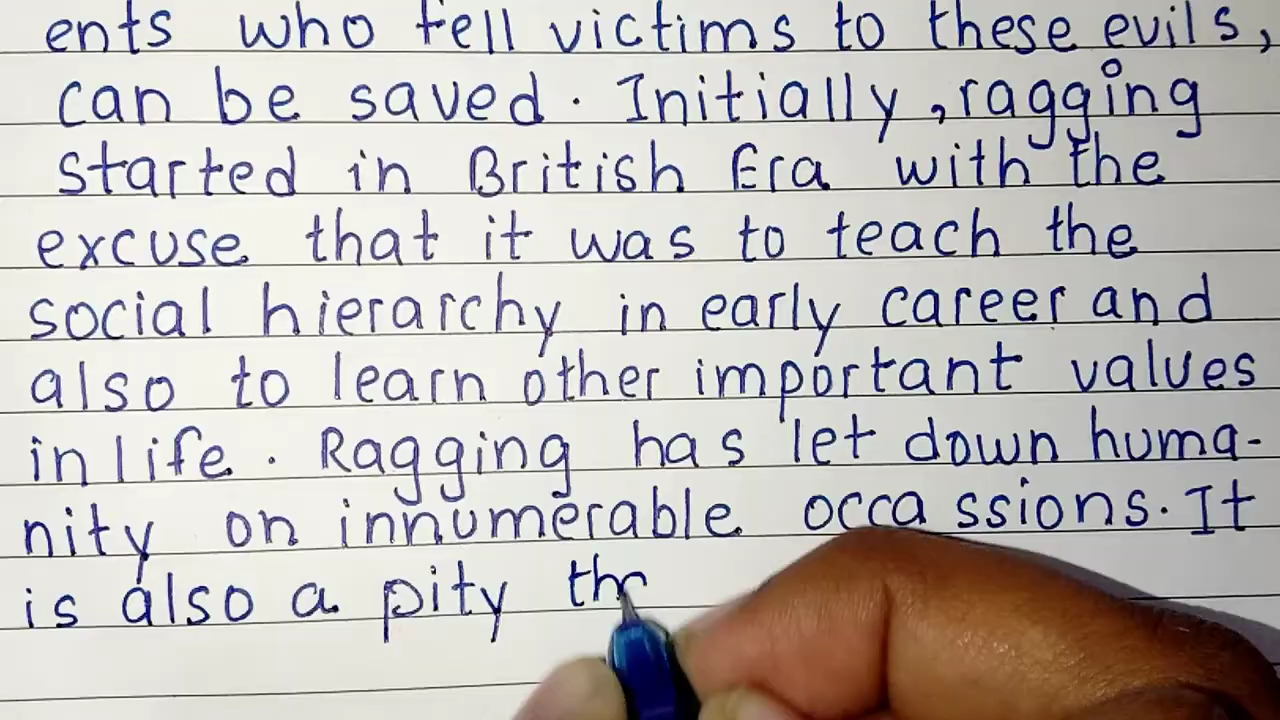 ents who fell victims to these evils,
can be saved. Initially, ragging
started in British Era with the
excuse that it was to teach the
social hierarchy in early career and
also to learn other important values
in life. Ragging has let down huma-
nity on innumerable occassions. It
is also a pity